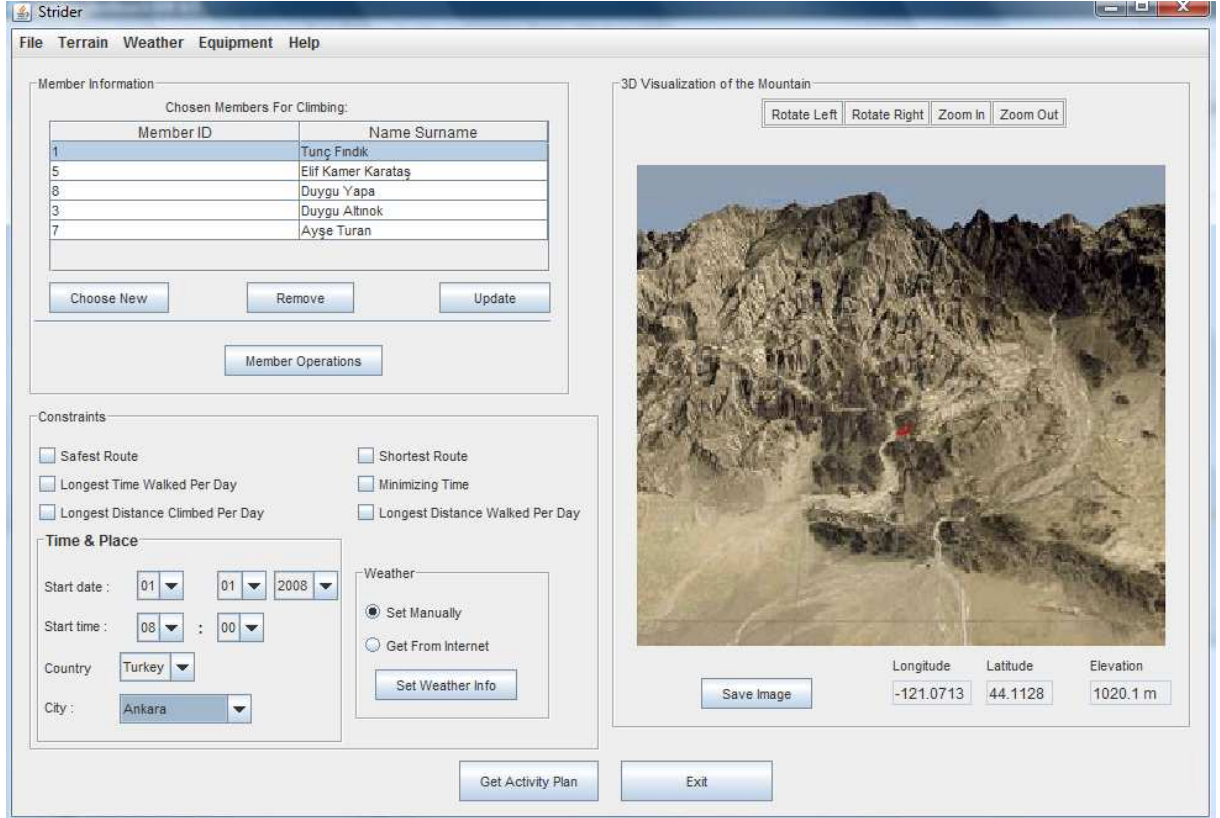 Strider
File Terrain Weather Equipment Help
Member Information
Chosen Members For Climbing:
Member ID Name Surname
1 Tunç Fındık
5 Elif Kamer Karataş
8 Duygu Yapa
3 Duygu Altınok
7 Ayşe Turan
Choose New Remove Update
Member Operations
Constraints
Safest Route Shortest Route
Longest Time Walked Per Day Minimizing Time
Longest Distance Climbed Per Day Longest Distance Walked Per Day
Time & Place
Start date : 01 01 2008
Start time : 08 : 00
Country Turkey
City : Ankara
Weather
Set Manually
Get From Internet
Set Weather Info
3D Visualization of the Mountain
Rotate Left Rotate Right Zoom In Zoom Out
Longitude Latitude Elevation
Save Image -121.0713 44.1128 1020.1 m
Get Activity Plan Exit